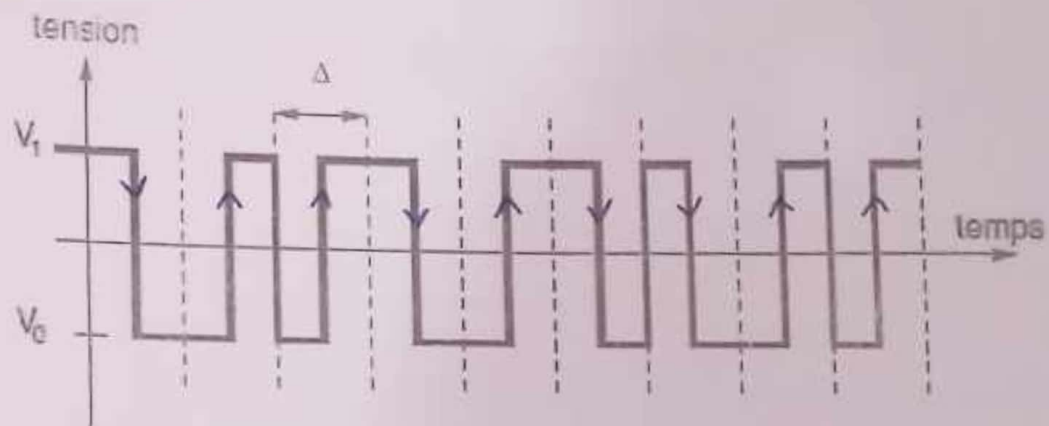 tension
Δ
V₁
temps
V₀